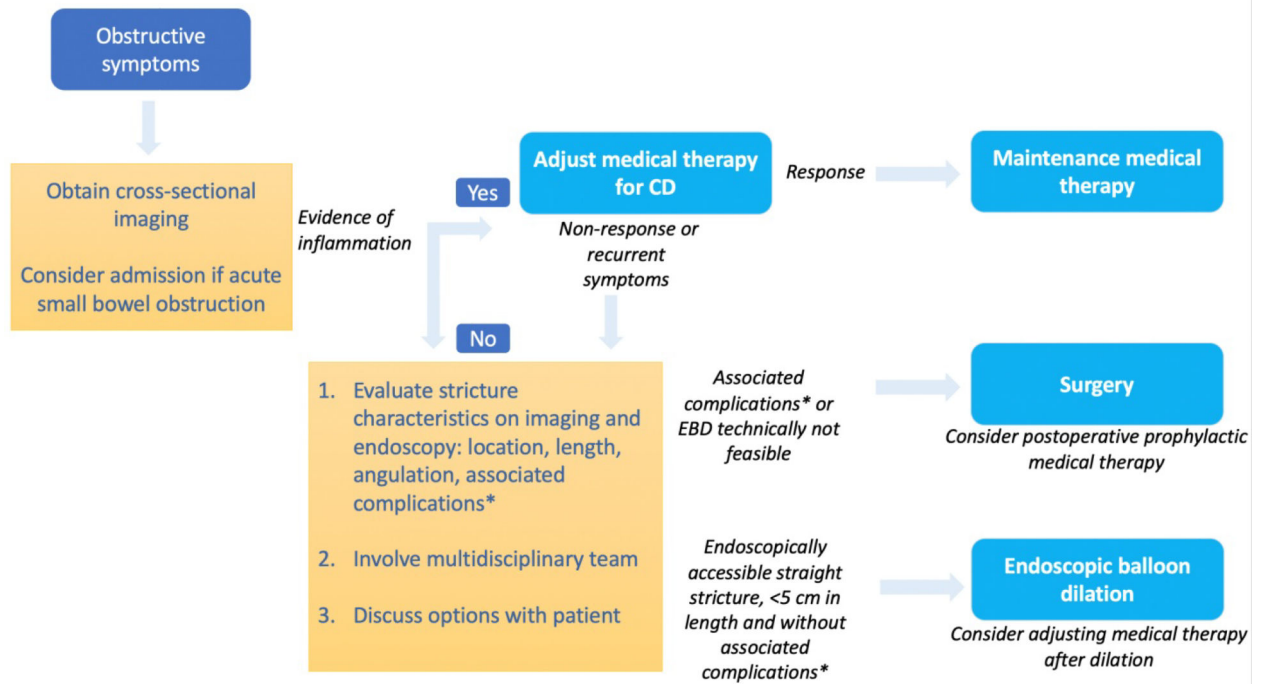 Obstructive
symptoms
Obtain cross-sectional
imaging
Consider admission if acute
small bowel obstruction
Evidence of
inflammation
Yes
No
Adjust medical therapy
for CD
Non-response or
recurrent
symptoms
Response
Maintenance medical
therapy
1. Evaluate stricture
characteristics on imaging and
endoscopy: location, length,
angulation, associated
complications*
2. Involve multidisciplinary team
3. Discuss options with patient
Associated
complications* or
EBD technically not
feasible
Surgery
Consider postoperative prophylactic
medical therapy
Endoscopically
accessible straight
stricture, <5 cm in
length and without
associated
complications*
Endoscopic balloon
dilation
Consider adjusting medical therapy
after dilation